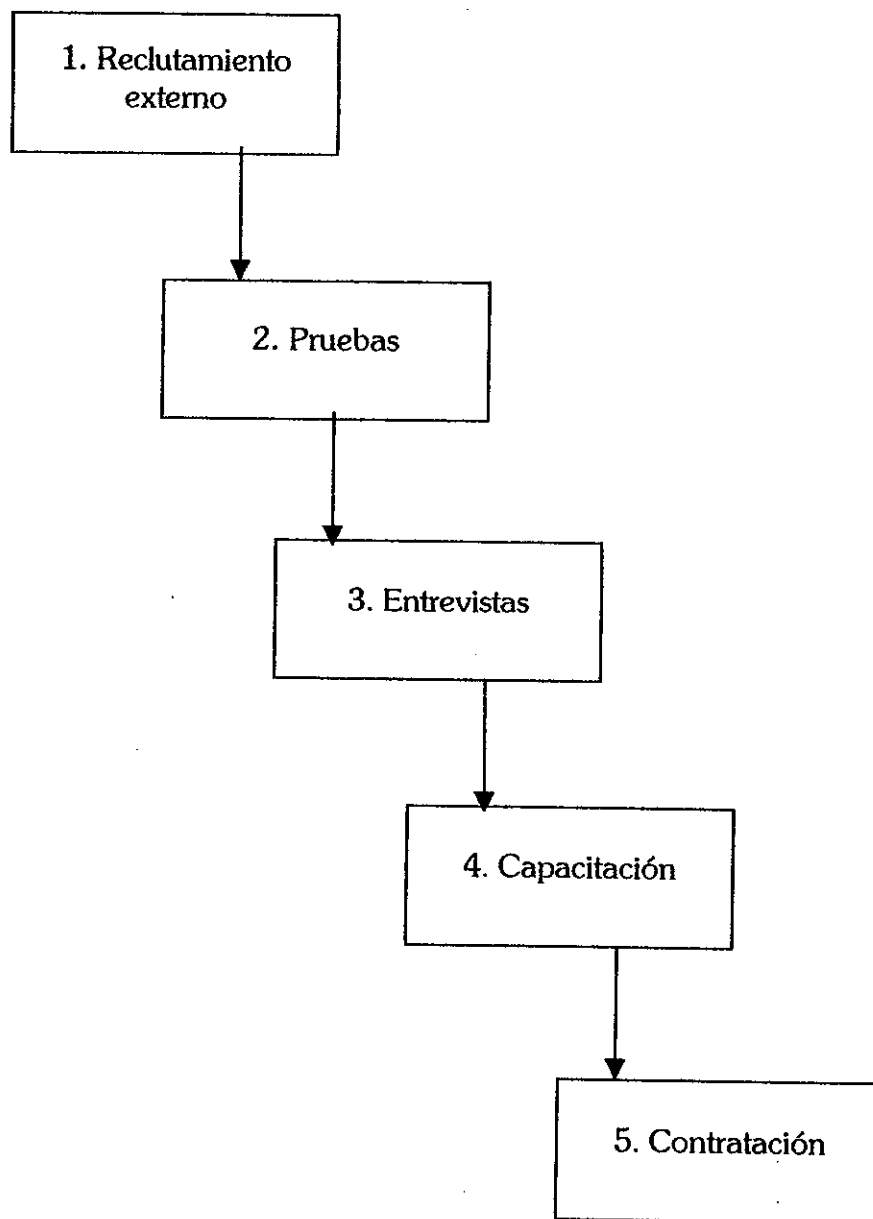 1. Reclutamiento
externo
2. Pruebas
3. Entrevistas
4. Capacitación
5. Contratación